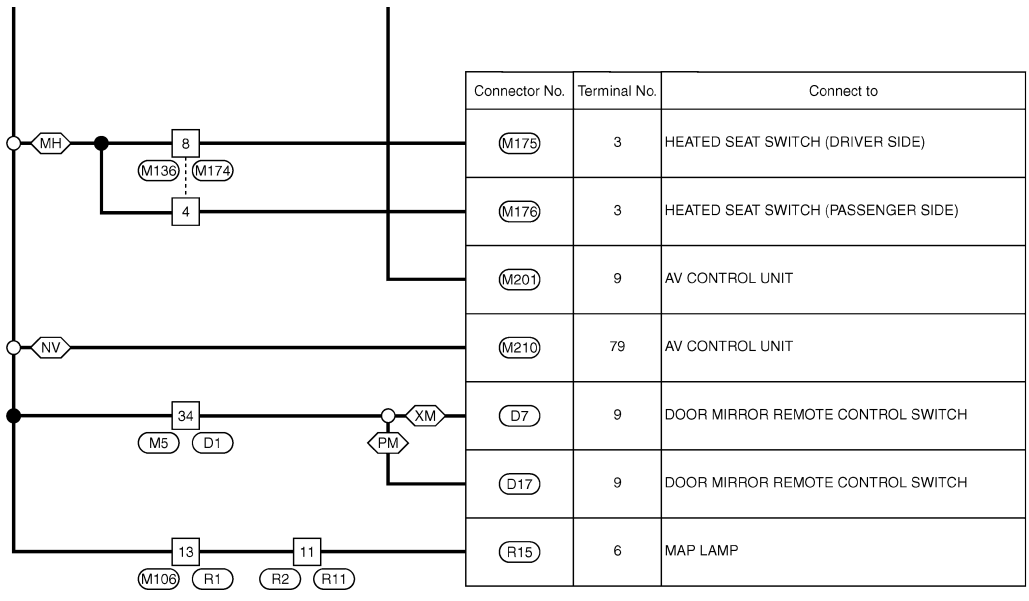 Connector No. Terminal No. Connect to
MH 8 M175 3 HEATED SEAT SWITCH (DRIVER SIDE)
M136 M174
4 M176 3 HEATED SEAT SWITCH (PASSENGER SIDE)
M201 9 AV CONTROL UNIT
NV M210 79 AV CONTROL UNIT
34 XM D7 9 DOOR MIRROR REMOTE CONTROL SWITCH
M5 D1 PM
D17 9 DOOR MIRROR REMOTE CONTROL SWITCH
13 11 R15 6 MAP LAMP
M106 R1 R2 R11